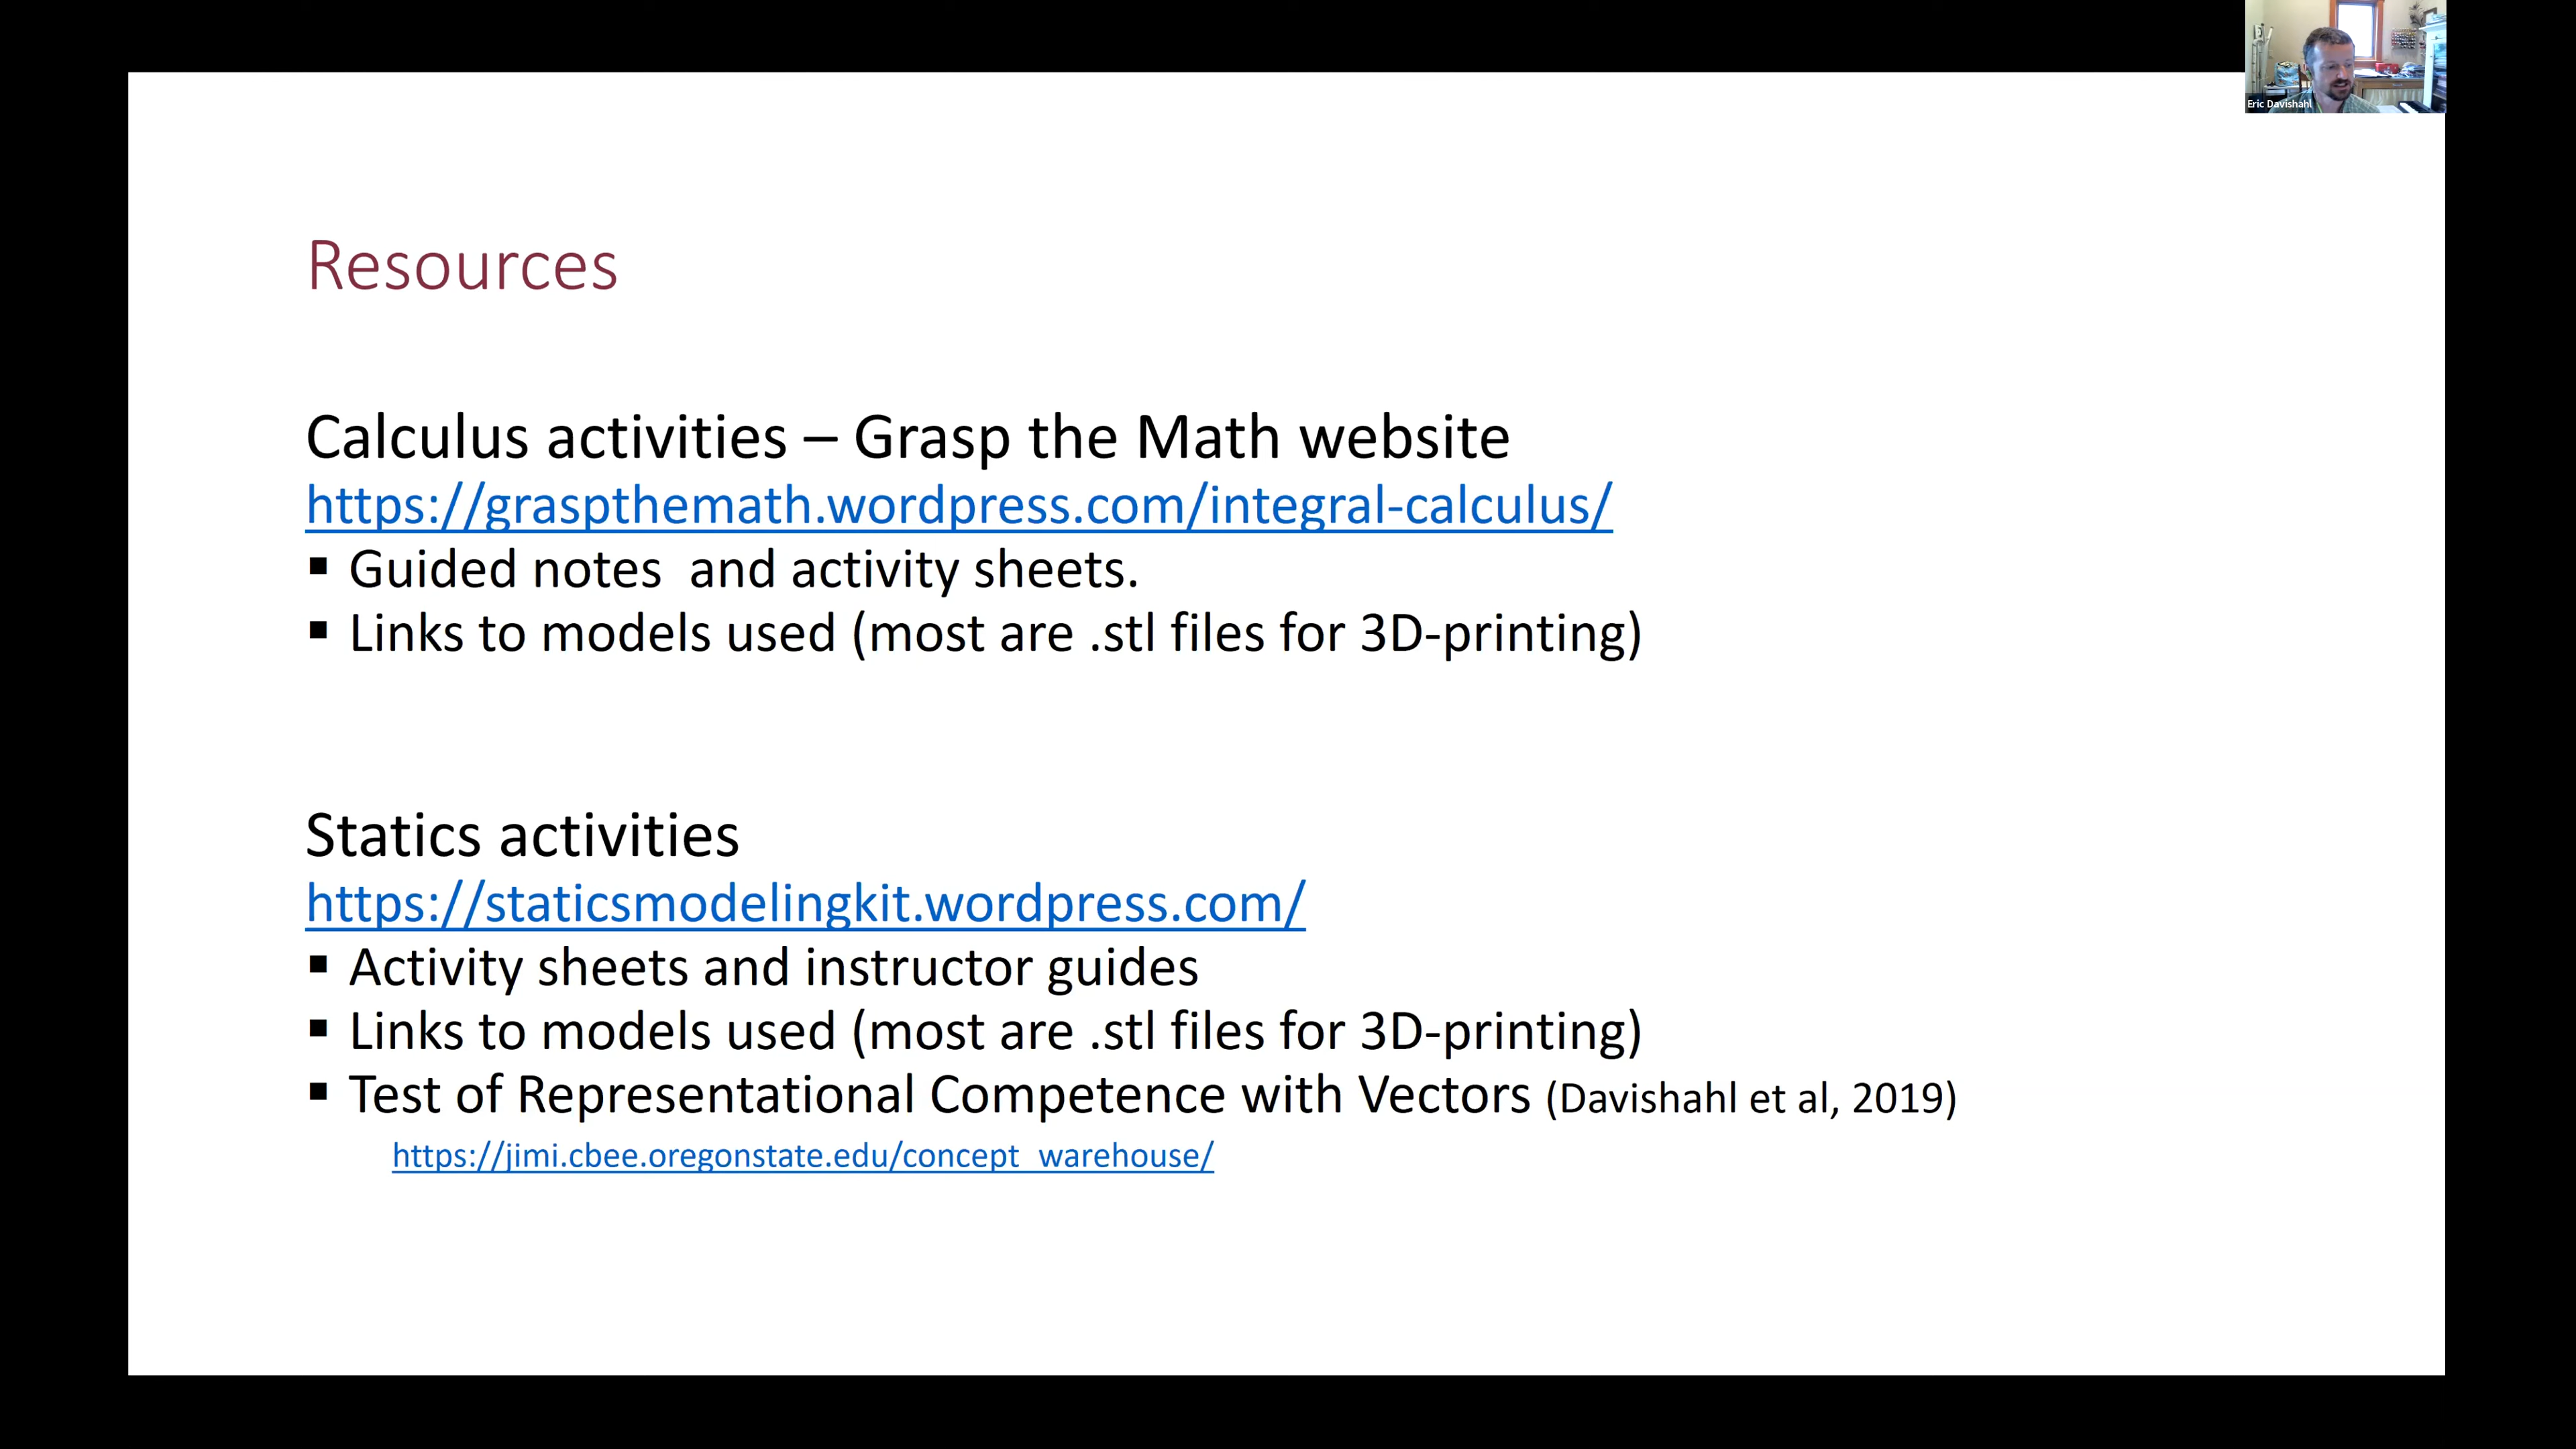 Eric Davishahl
Resources
Calculus activities – Grasp the Math website
https://graspthemath.wordpress.com/integral-calculus/
▪ Guided notes  and activity sheets.
▪ Links to models used (most are .stl files for 3D-printing)
Statics activities
https://staticsmodelingkit.wordpress.com/
▪ Activity sheets and instructor guides
▪ Links to models used (most are .stl files for 3D-printing)
▪ Test of Representational Competence with Vectors (Davishahl et al, 2019)
https://jimi.cbee.oregonstate.edu/concept_warehouse/